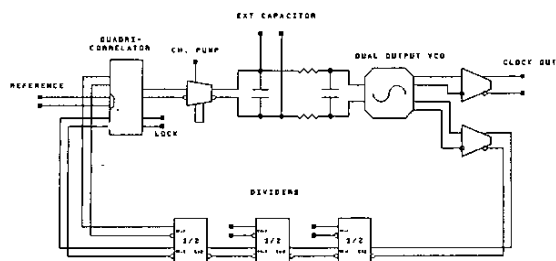 EXT CAPACITOR
QUADRI-
CORRELATOR
CH. PUMP
DUAL OUTPUT VCO
CLOCK OUT
REFERENCE
LOCK
DIVIDERS
1/2
1/2
1/2